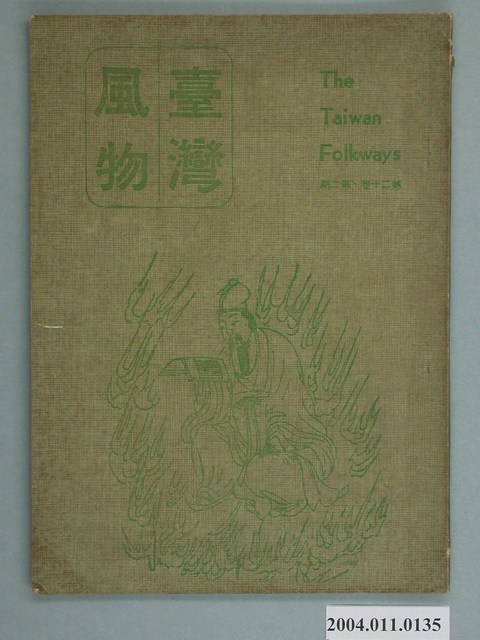 臺灣
風物
The
Taiwan
Folkways
第二十卷、第二期
2004.011.0135